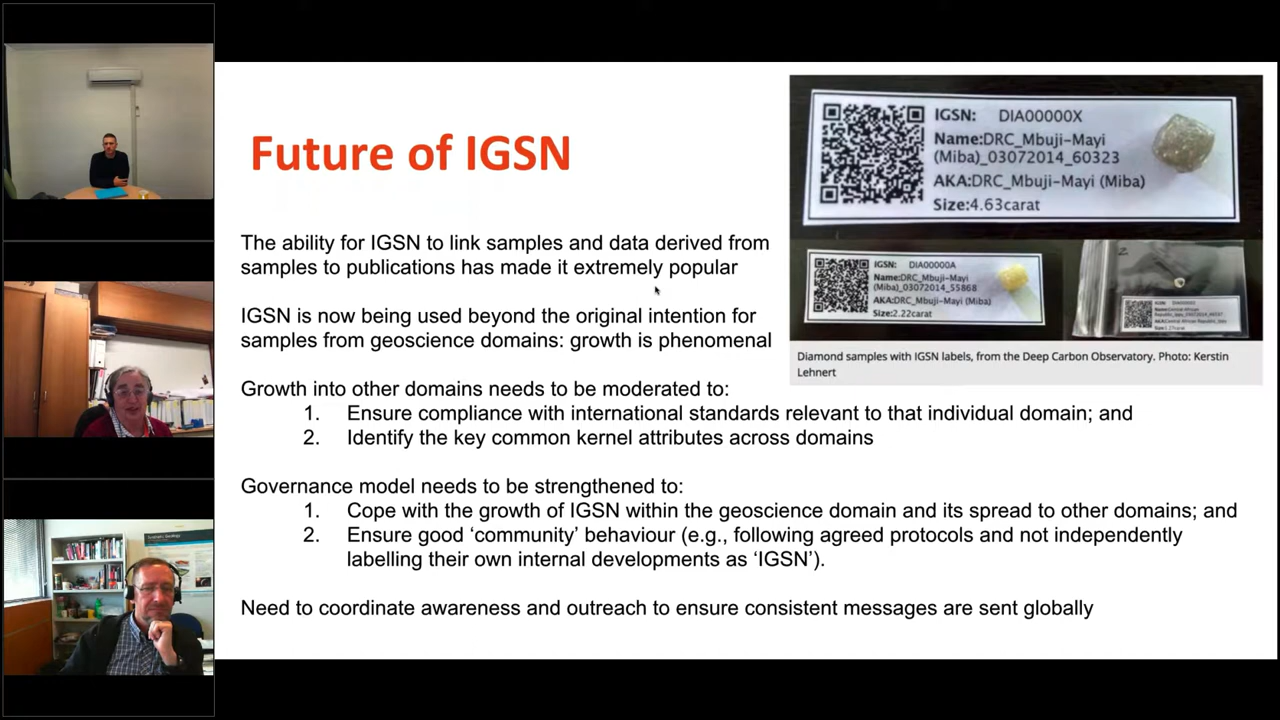 Future of IGSN
The ability for IGSN to link samples and data derived from
samples to publications has made it extremely popular
IGSN is now being used beyond the original intention for
samples from geoscience domains: growth is phenomenal
Growth into other domains needs to be moderated to:
1. Ensure compliance with international standards relevant to that individual domain; and
2. Identify the key common kernel attributes across domains
Governance model needs to be strengthened to:
1. Cope with the growth of IGSN within the geoscience domain and its spread to other domains; and
2. Ensure good ‘community’ behaviour (e.g., following agreed protocols and not independently
labelling their own internal developments as ‘IGSN’).
Need to coordinate awareness and outreach to ensure consistent messages are sent globally
IGSN: DIA00000X
Name:DRC_Mbuji-Mayi
(Miba)_03072014_60323
AKA:DRC_Mbuji-Mayi (Miba)
Size:4.63carat
IGSN: DIA00000A
Name:DRC_Mbuji-Mayi
(Miba)_03072014_55868
AKA:DRC_Mbuji-Mayi (Miba)
Size:2.22carat
Diamond samples with IGSN labels, from the Deep Carbon Observatory. Photo: Kerstin
Lehnert